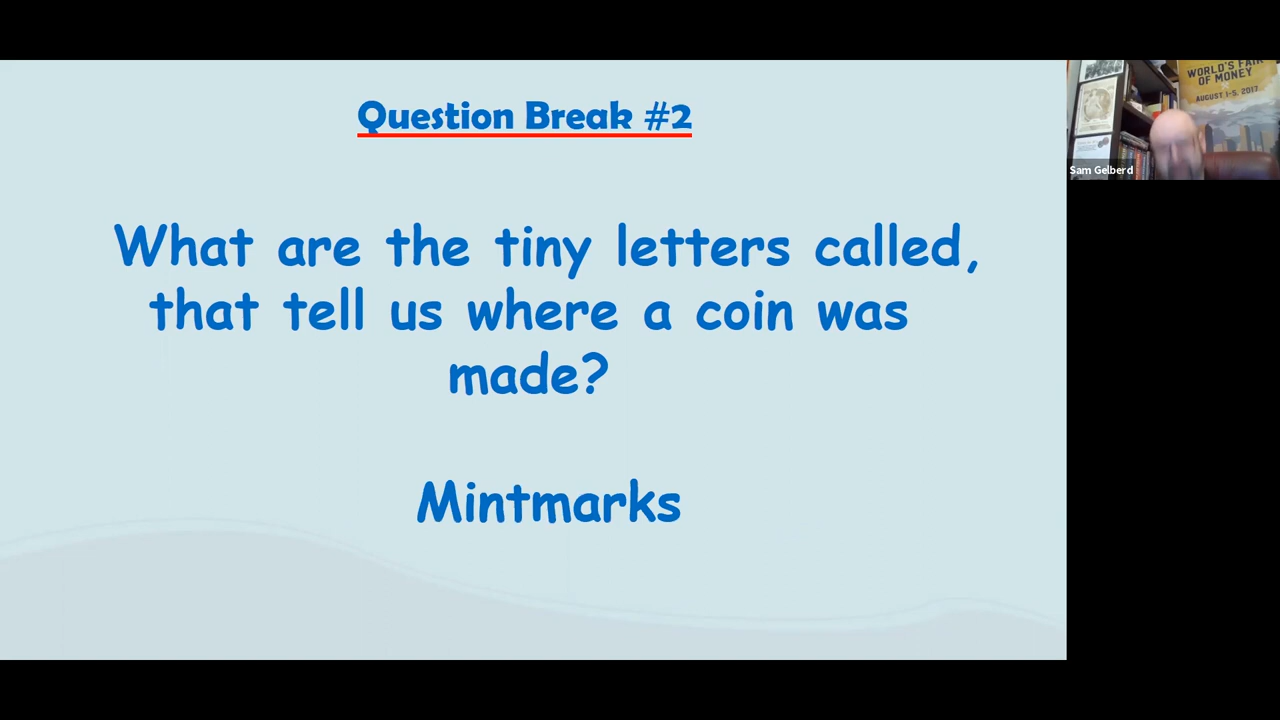 Question Break #2
What are the tiny letters called,
that tell us where a coin was
made?
Mintmarks
WORLD'S FAIR
OF MONEY
AUGUST 1-5, 2017
Sam Gelberd